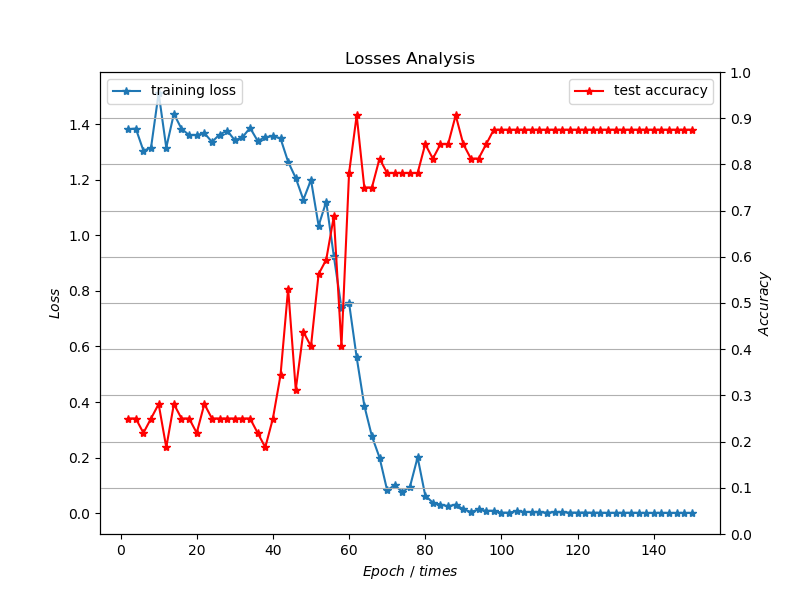 Losses Analysis
training loss
test accuracy
1.4
1.2
1.0
0.8
0.6
0.4
0.2
0.0
Loss
1.0
0.9
0.8
0.7
0.6
0.5
0.4
0.3
0.2
0.1
0.0
Accuracy
0 20 40 60 80 100 120 140
Epoch / times